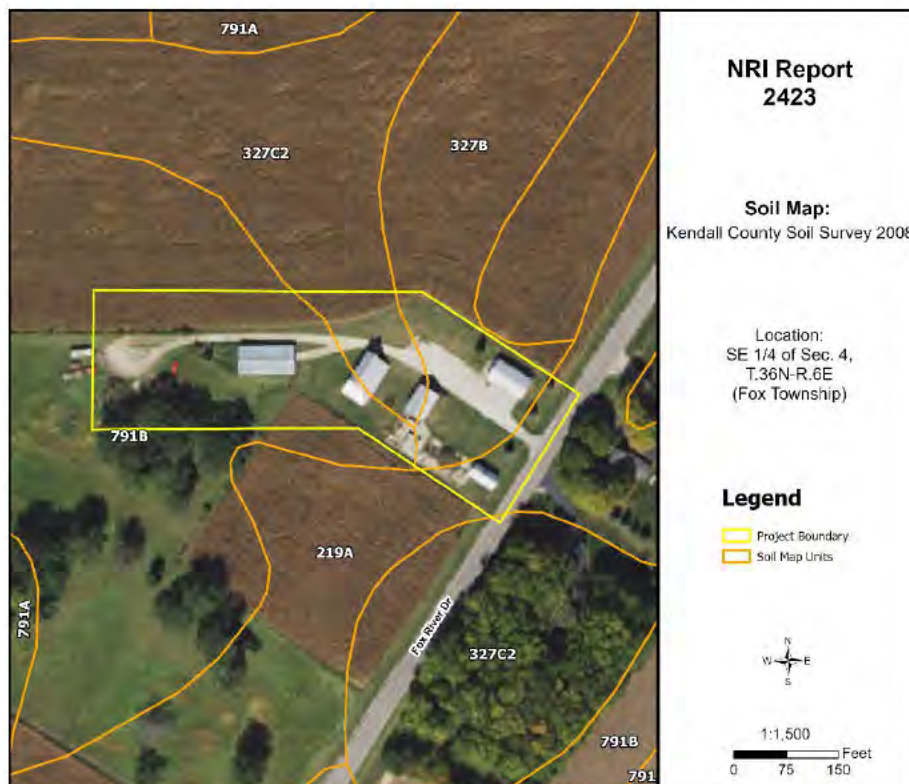 791A
327C2
327B
791B
219A
791A
Fox River Dr
327C2
791B
791
NRI Report
2423
Soil Map:
Kendall County Soil Survey 2008
Location:
SE 1/4 of Sec. 4,
T.36N-R.6E
(Fox Township)
Legend
Project Boundary
Soil Map Units
N
W E
S
1:1,500
Feet
0 75 150